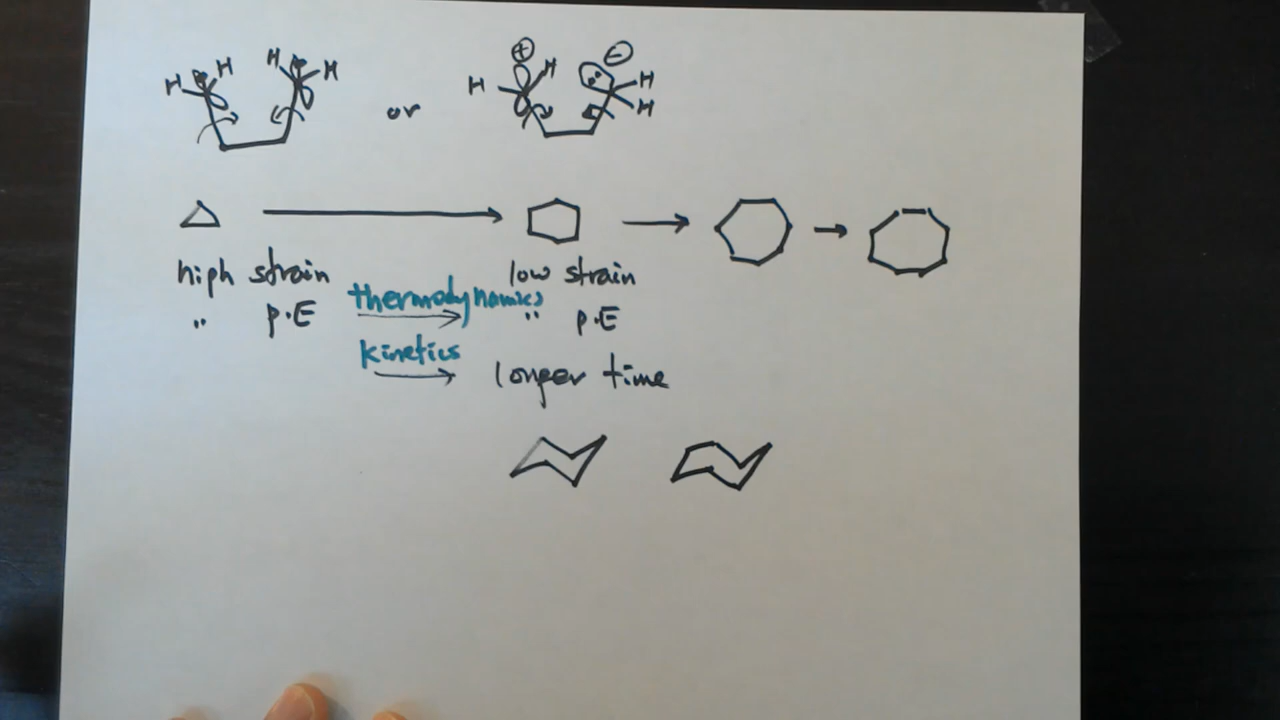 H H H H or H ⊕ H ⊖ H H
high strain low strain
" P.E thermodynamics " P.E
kinetics longer time